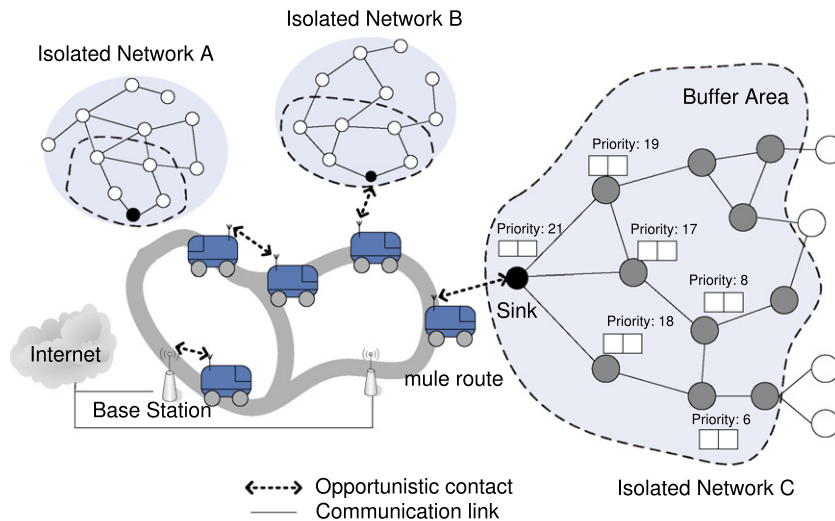 Isolated Network A
Isolated Network B
Buffer Area
Priority: 19
Priority: 21
Priority: 17
Priority: 8
Sink
Priority: 18
Internet
mule route
Base Station
Priority: 6
Opportunistic contact
Isolated Network C
Communication link